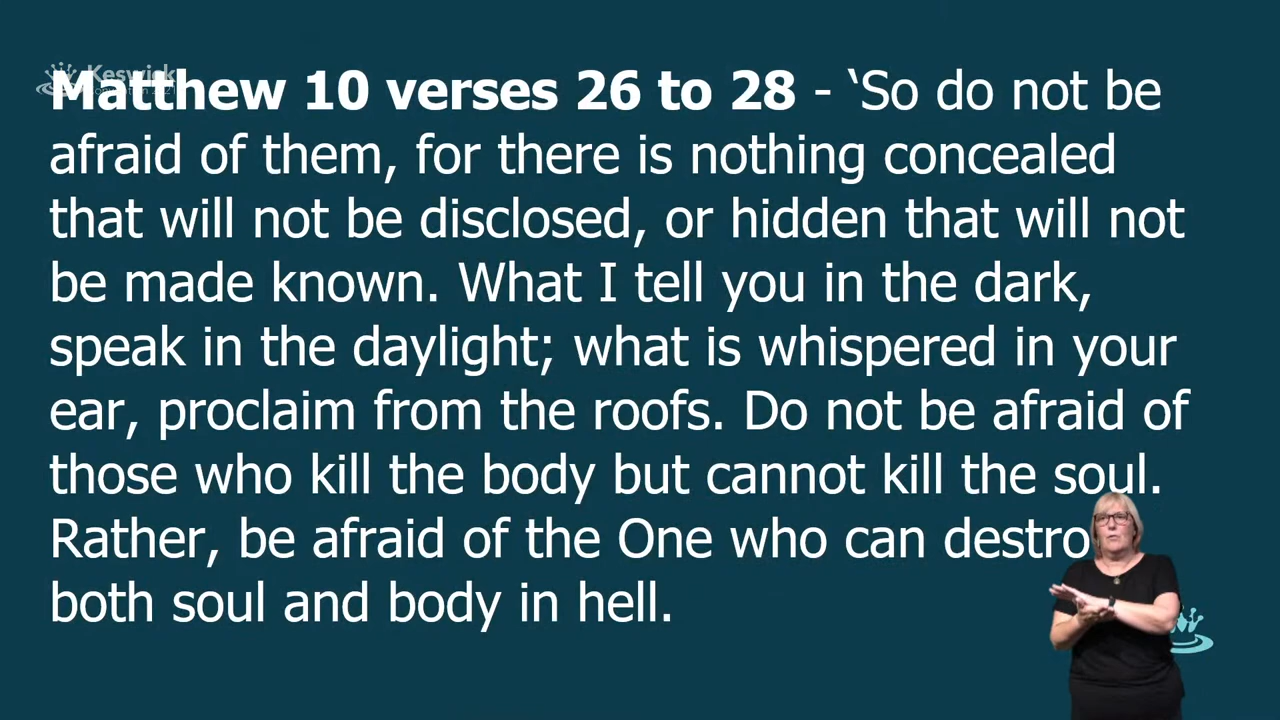 Keswick
Convention 2021
Matthew 10 verses 26 to 28 - ‘So do not be
afraid of them, for there is nothing concealed
that will not be disclosed, or hidden that will not
be made known. What I tell you in the dark,
speak in the daylight; what is whispered in your
ear, proclaim from the roofs. Do not be afraid of
those who kill the body but cannot kill the soul.
Rather, be afraid of the One who can destro
both soul and body in hell.